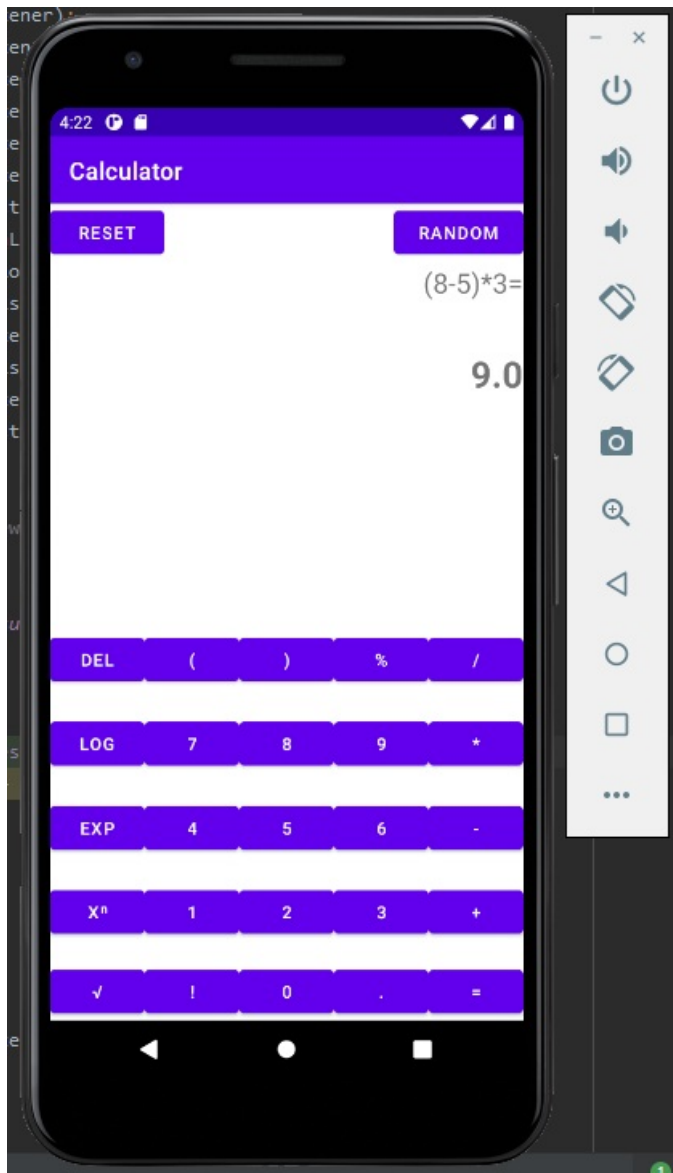 4:22
Calculator
RESET RANDOM
(8-5)*3=
9.0
DEL ( ) % /
LOG 7 8 9 *
EXP 4 5 6 -
Xⁿ 1 2 3 +
√ ! 0 . =
1